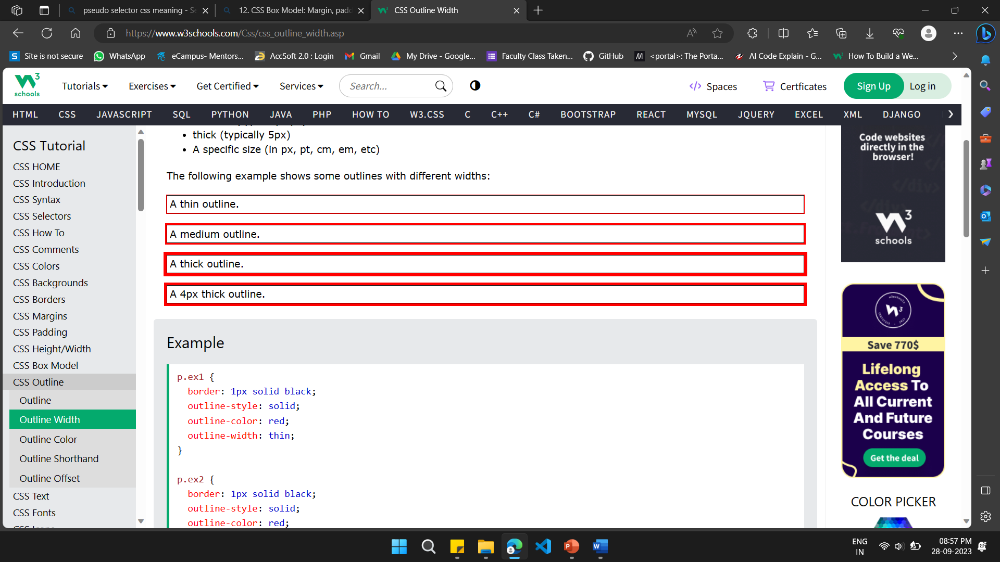 pseudo selector css meaning - Se
12. CSS Box Model: Margin, padd
CSS Outline Width
https://www.w3schools.com/Css/css_outline_width.asp
Site is not secure
WhatsApp
eCampus- Mentors...
AccSoft 2.0 : Login
Gmail
My Drive - Google...
Faculty Class Taken...
GitHub
<portal>: The Porta...
AI Code Explain - G...
How To Build a We...
3
schools
Tutorials
Exercises
Get Certified
Services
Search...
Spaces
Certficates
Sign Up
Log in
HTML CSS JAVASCRIPT SQL PYTHON JAVA PHP HOW TO W3.CSS C C++ C# BOOTSTRAP REACT MYSQL JQUERY EXCEL XML DJANGO
CSS Tutorial
CSS HOME
CSS Introduction
CSS Syntax
CSS Selectors
CSS How To
CSS Comments
CSS Colors
CSS Backgrounds
CSS Borders
CSS Margins
CSS Padding
CSS Height/Width
CSS Box Model
CSS Outline
Outline
Outline Width
Outline Color
Outline Shorthand
Outline Offset
CSS Text
CSS Fonts
• thick (typically 5px)
• A specific size (in px, pt, cm, em, etc)
The following example shows some outlines with different widths:
A thin outline.
A medium outline.
A thick outline.
A 4px thick outline.
Example
p.ex1 {
border: 1px solid black;
outline-style: solid;
outline-color: red;
outline-width: thin;
}
p.ex2 {
border: 1px solid black;
outline-style: solid;
outline-color: red;
Code websites
directly in the
browser!
3
schools
Save 770$
Lifelong
Access To
All Current
And Future
Courses
Get the deal
COLOR PICKER
ENG
IN
08:57 PM
28-09-2023